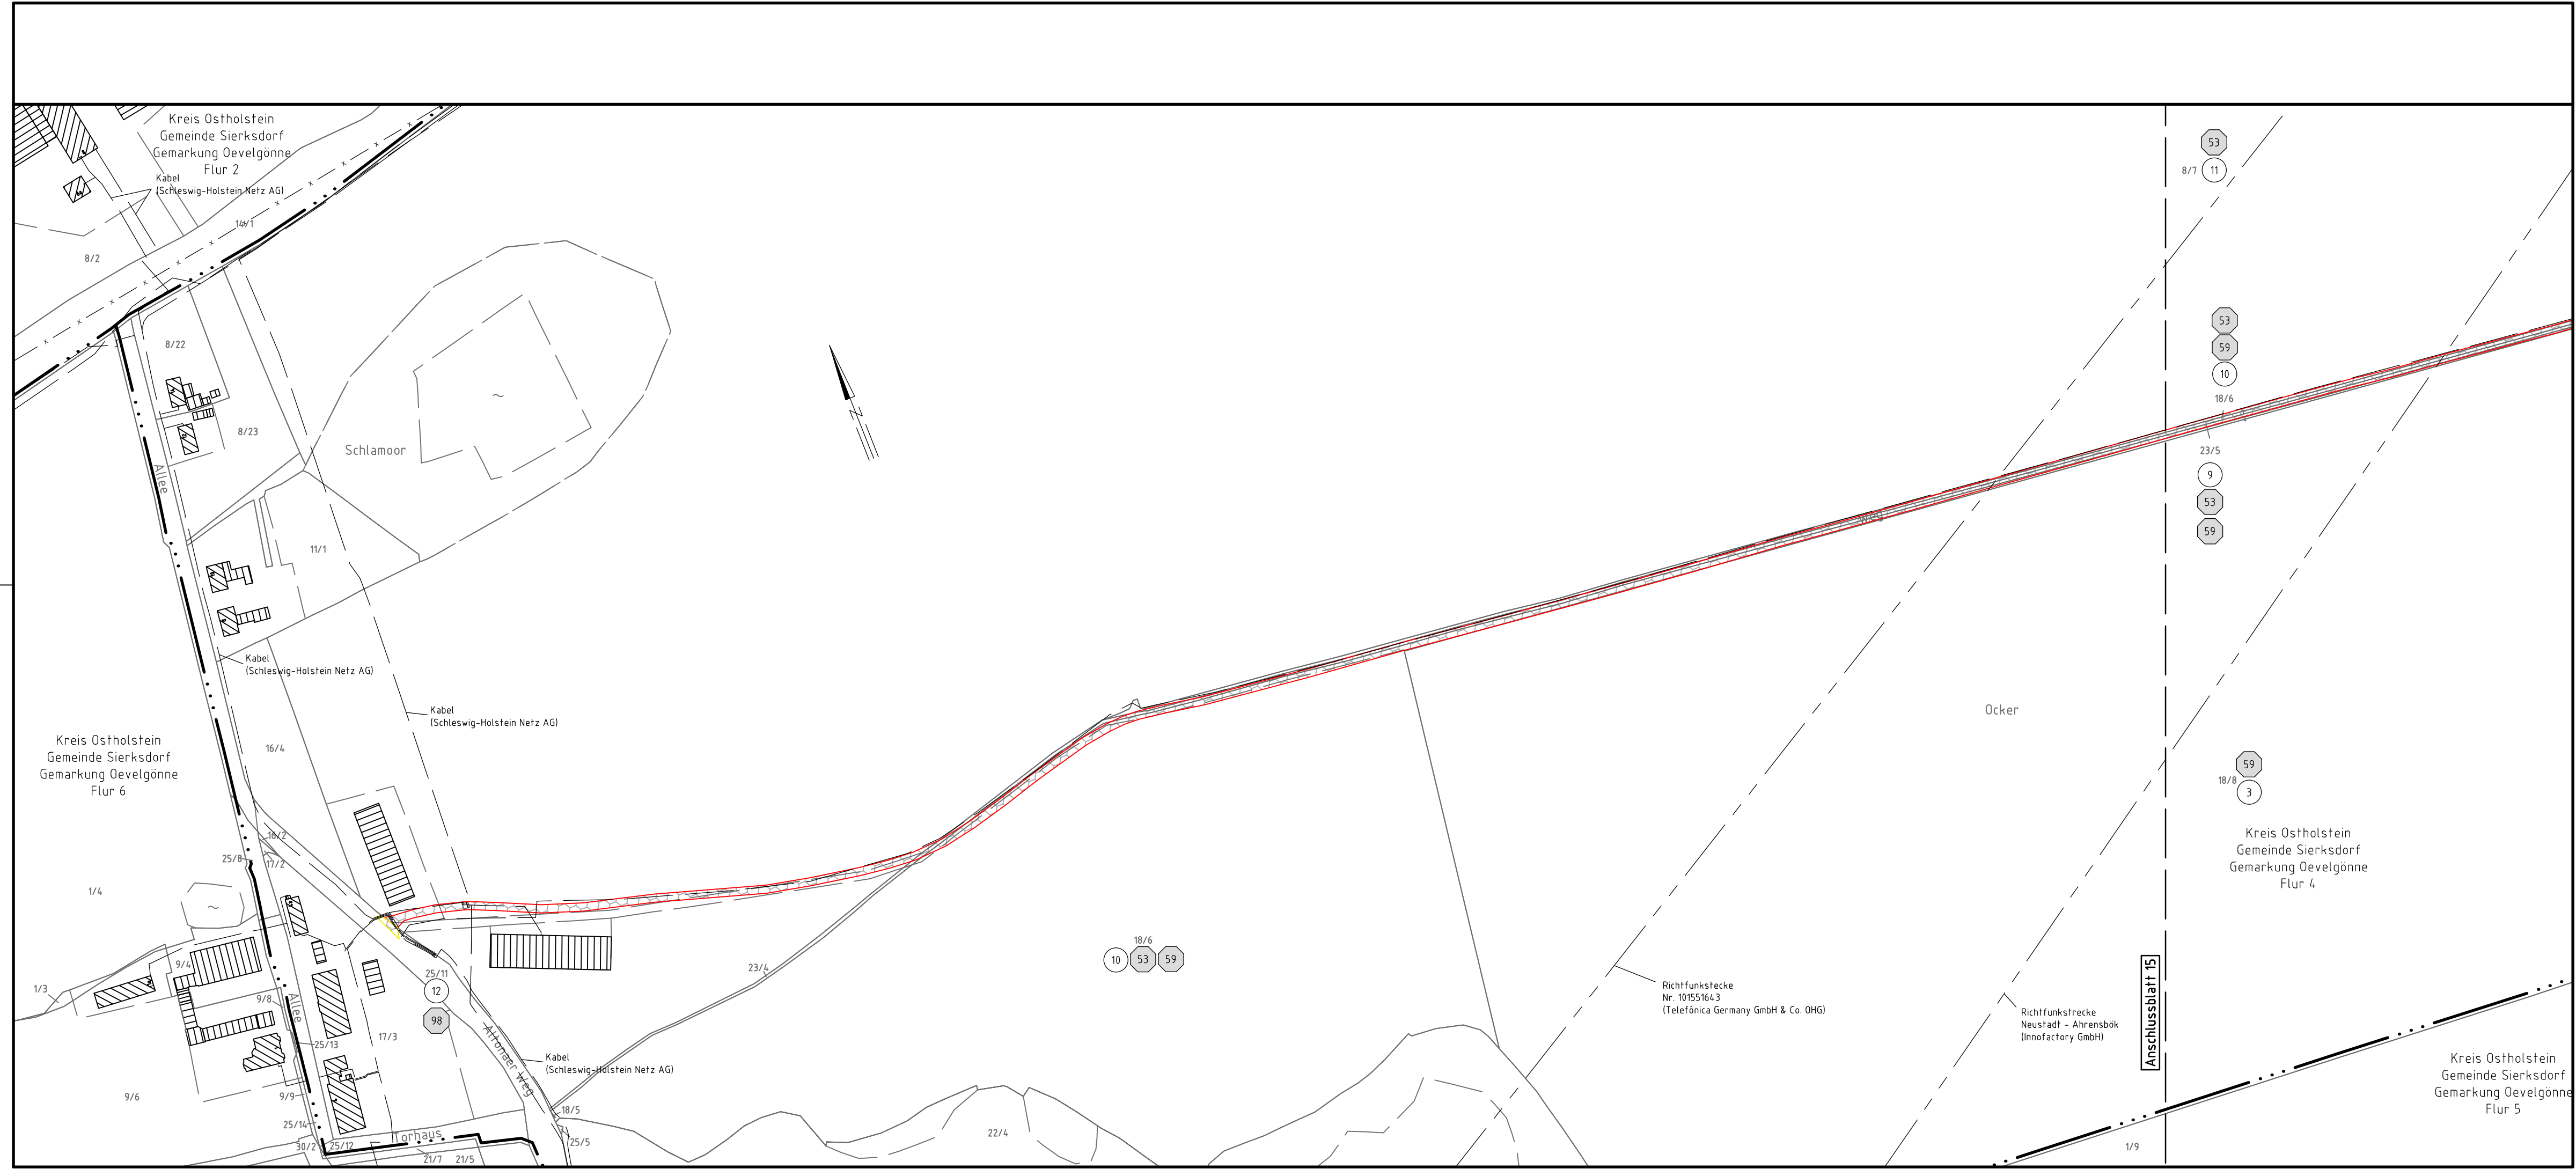 Kreis Ostholstein
Gemeinde Sierksdorf
Gemarkung Oevelgönne
Flur 2
Kabel
(Schleswig-Holstein Netz AG)
14/1
8/2
8/22
8/23
Allee
Schlamoor
11/1
N
53
8/7 11
53
59
10
18/6
23/5
9
53
59
Weg
Kabel
(Schleswig-Holstein Netz AG)
Kabel
(Schleswig-Holstein Netz AG)
Ocker
16/4
Kreis Ostholstein
Gemeinde Sierksdorf
Gemarkung Oevelgönne
Flur 6
59
18/8 3
Kreis Ostholstein
Gemeinde Sierksdorf
Gemarkung Oevelgönne
Flur 4
16/2
25/8
17/2
1/4
18/6
10 53 59
9/4
23/4
25/11
12
98
1/3
9/8
Allee
17/3
25/13
Altonaer Weg
Kabel
(Schleswig-Holstein Netz AG)
Richtfunkstecke
Nr. 101551643
(Telefónica Germany GmbH & Co. OHG)
Richtfunkstrecke
Neustadt - Ahrensbök
(Innofactory GmbH)
Anschlussblatt 15
Kreis Ostholstein
Gemeinde Sierksdorf
Gemarkung Oevelgönne
Flur 5
9/6
9/9
25/14
18/5
25/5
22/4
Torhaus
30/2
25/12
21/7
21/5
1/9